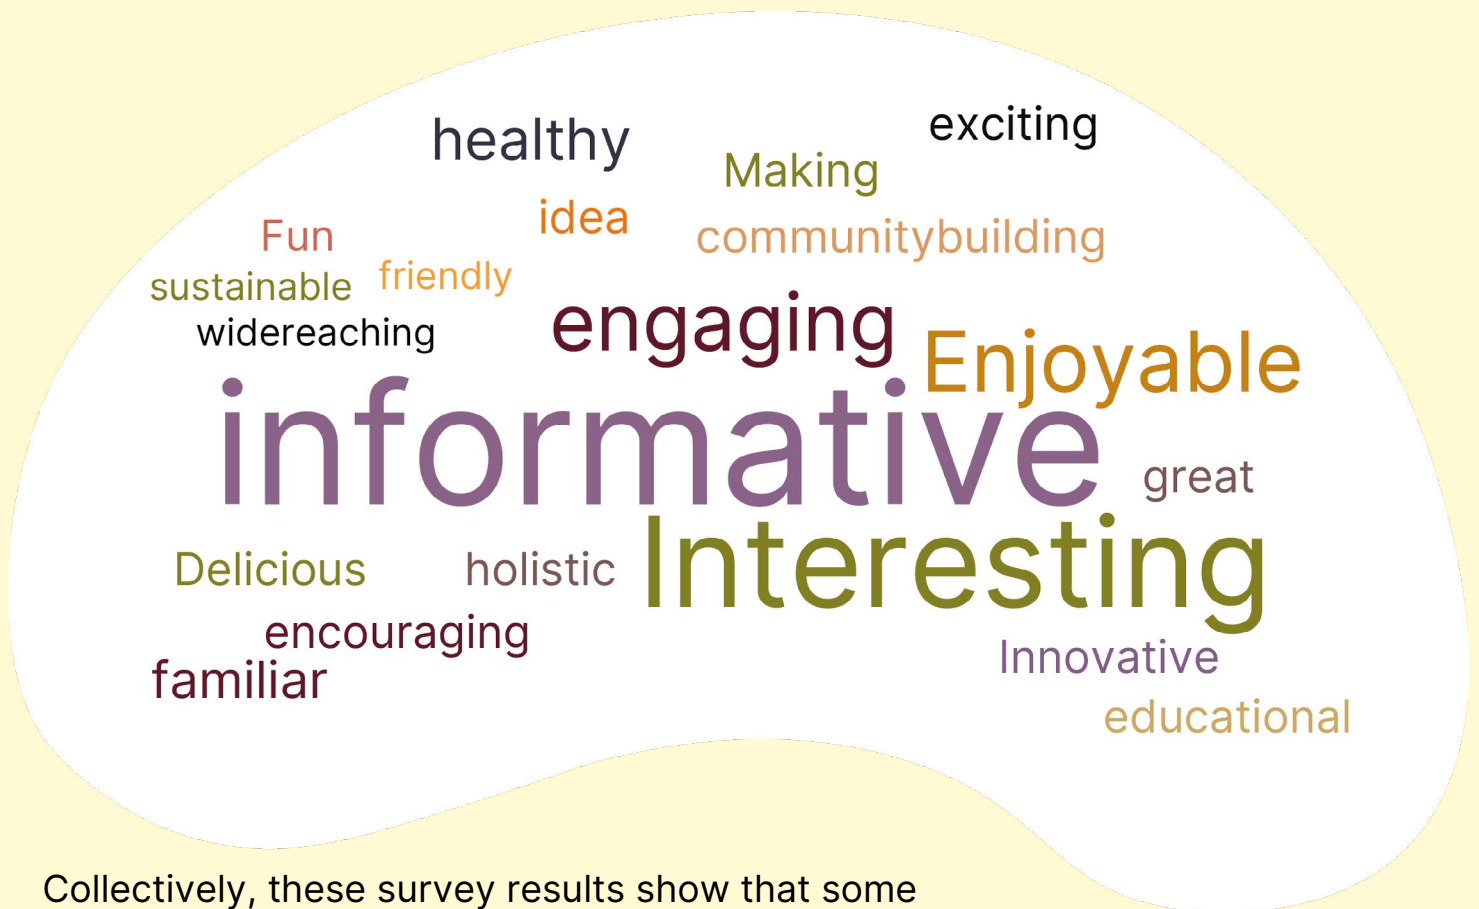 healthy
exciting
Making
idea
Fun
communitybuilding
sustainable
friendly
widereaching
engaging
Enjoyable
informative
great
Interesting
Delicious
holistic
encouraging
Innovative
familiar
educational
Collectively, these survey results show that some